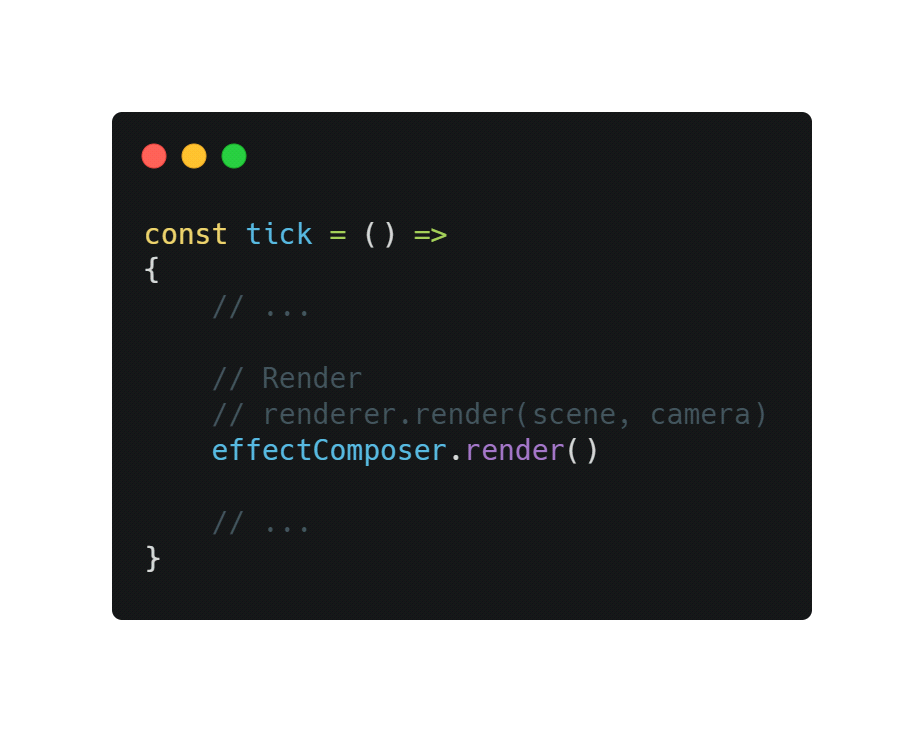 const tick = () =>
{
    // ...

    // Render
    // renderer.render(scene, camera)
    effectComposer.render()

    // ...
}